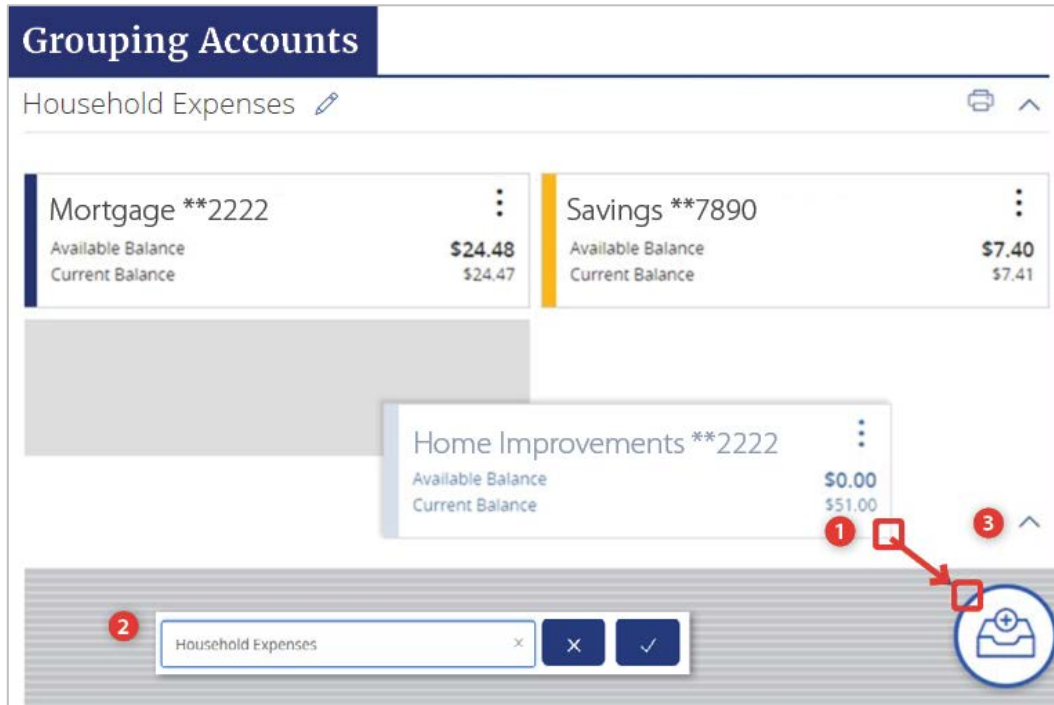 Grouping Accounts
Household Expenses
Mortgage **2222
Available Balance $24.48
Current Balance $24.47
Savings **7890
Available Balance $7.40
Current Balance $7.41
Home Improvements **2222
Available Balance $0.00
Current Balance $51.00
1
3
2
Household Expenses